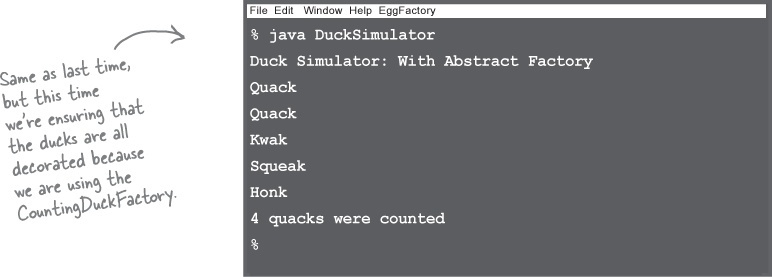 Same as last time,
but this time
we're ensuring that
the ducks are all
decorated because
we are using the
CountingDuckFactory.
File Edit Window Help EggFactory
% java DuckSimulator
Duck Simulator: With Abstract Factory
Quack
Quack
Kwak
Squeak
Honk
4 quacks were counted
%